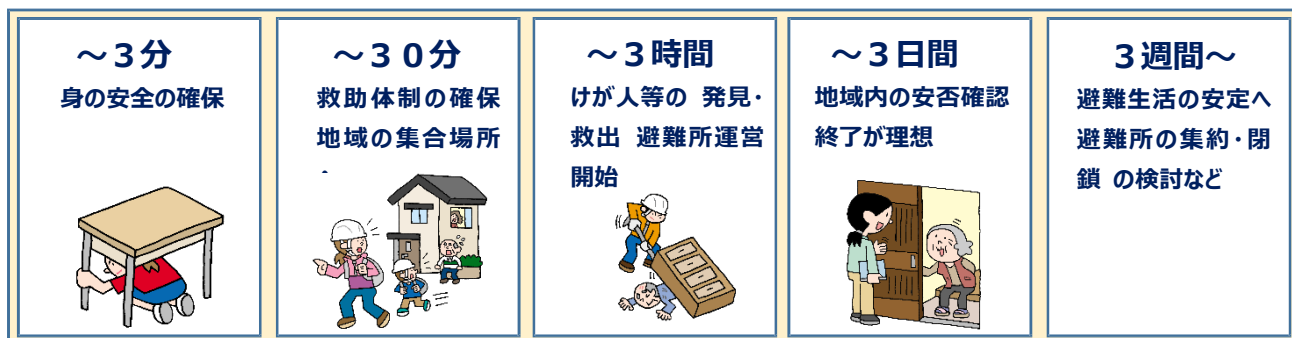 ～３分
身の安全の確保
～３０分
救助体制の確保
地域の集合場所
～３時間
けが人等の 発見・
救出 避難所運営
開始
～３日間
地域内の安否確認
終了が理想
３週間～
避難生活の安定へ
避難所の集約・閉
鎖 の検討など